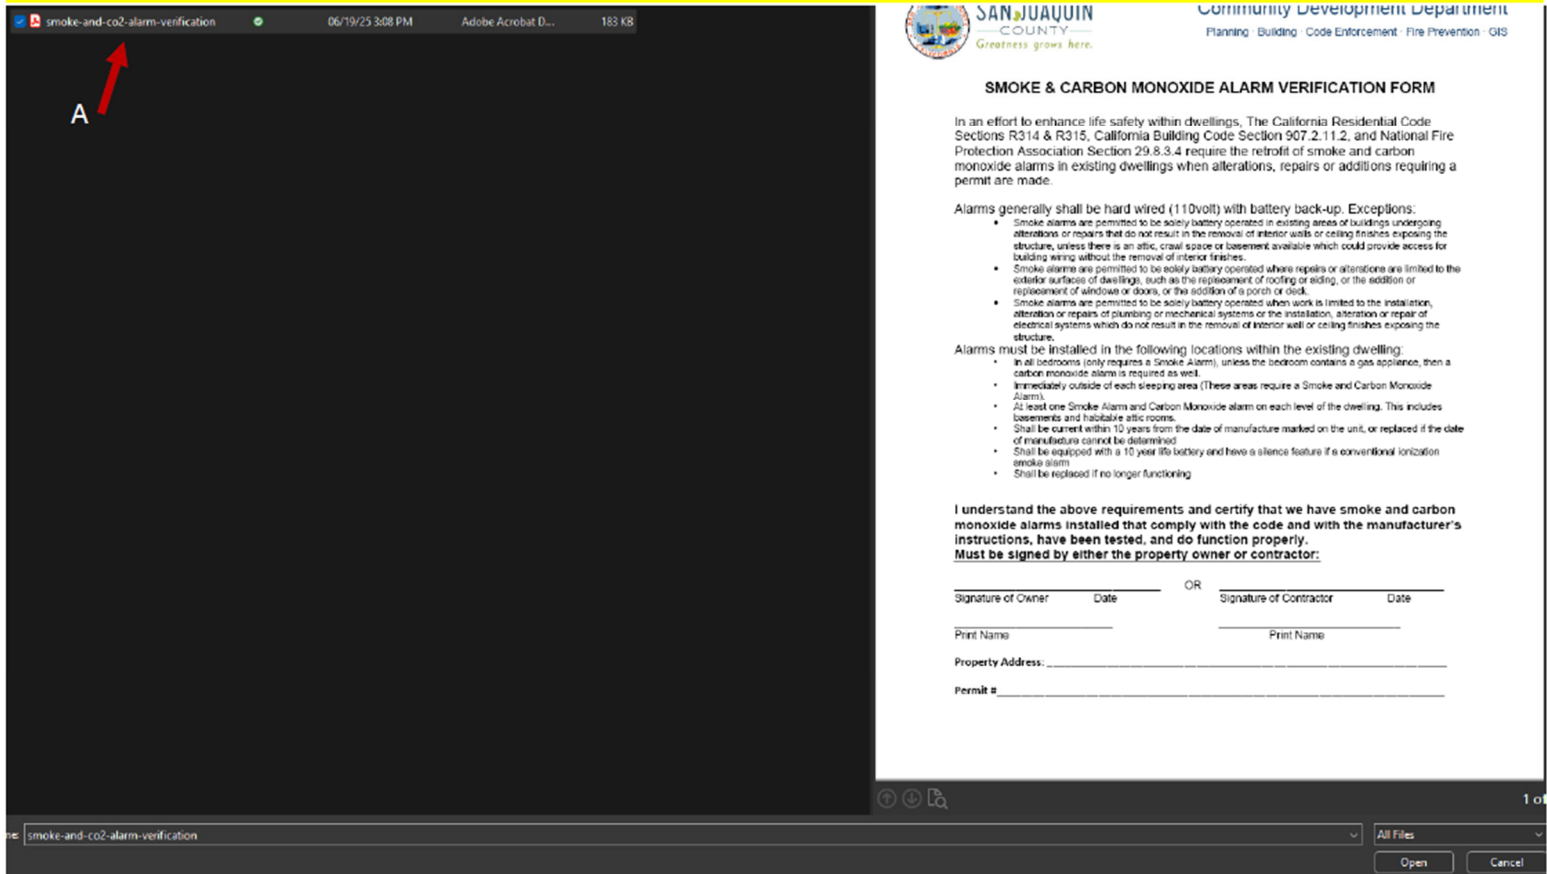 smoke-and-co2-alarm-verification 06/19/25 3:08 PM Adobe Acrobat D... 183 KB
A
SAN JOAQUIN
COUNTY
Greatness grows here.
Community Development Department
Planning · Building · Code Enforcement · Fire Prevention · GIS
SMOKE & CARBON MONOXIDE ALARM VERIFICATION FORM
In an effort to enhance life safety within dwellings, The California Residential Code
Sections R314 & R315, California Building Code Section 907.2.11.2, and National Fire
Protection Association Section 29.8.3.4 require the retrofit of smoke and carbon
monoxide alarms in existing dwellings when alterations, repairs or additions requiring a
permit are made.
Alarms generally shall be hard wired (110volt) with battery back-up. Exceptions:
• Smoke alarms are permitted to be solely battery operated in existing areas of buildings undergoing
alterations or repairs that do not result in the removal of interior walls or ceiling finishes exposing the
structure, unless there is an attic, crawl space or basement available which could provide access for
building wiring without the removal of interior finishes.
• Smoke alarms are permitted to be solely battery operated where repairs or alterations are limited to the
exterior surfaces of dwellings, such as the replacement of roofing or siding, or the addition or
replacement of windows or doors, or the addition of a porch or deck.
• Smoke alarms are permitted to be solely battery operated when work is limited to the installation,
alteration or repairs of plumbing or mechanical systems or the installation, alteration or repair of
electrical systems which do not result in the removal of interior wall or ceiling finishes exposing the
structure.
Alarms must be installed in the following locations within the existing dwelling:
• In all bedrooms (only requires a Smoke Alarm), unless the bedroom contains a gas appliance, then a
carbon monoxide alarm is required as well.
• Immediately outside of each sleeping area (These areas require a Smoke and Carbon Monoxide
Alarm).
• At least one Smoke Alarm and Carbon Monoxide alarm on each level of the dwelling. This includes
basements and habitable attic rooms.
• Shall be current within 10 years from the date of manufacture marked on the unit, or replaced if the date
of manufacture cannot be determined
• Shall be equipped with a 10 year life battery and have a silence feature if a conventional ionization
smoke alarm
• Shall be replaced if no longer functioning
I understand the above requirements and certify that we have smoke and carbon
monoxide alarms installed that comply with the code and with the manufacturer's
instructions, have been tested, and do function properly.
Must be signed by either the property owner or contractor:
OR
Signature of Owner Date Signature of Contractor Date
Print Name Print Name
Property Address:
Permit #
1 of
me: smoke-and-co2-alarm-verification All Files
Open Cancel